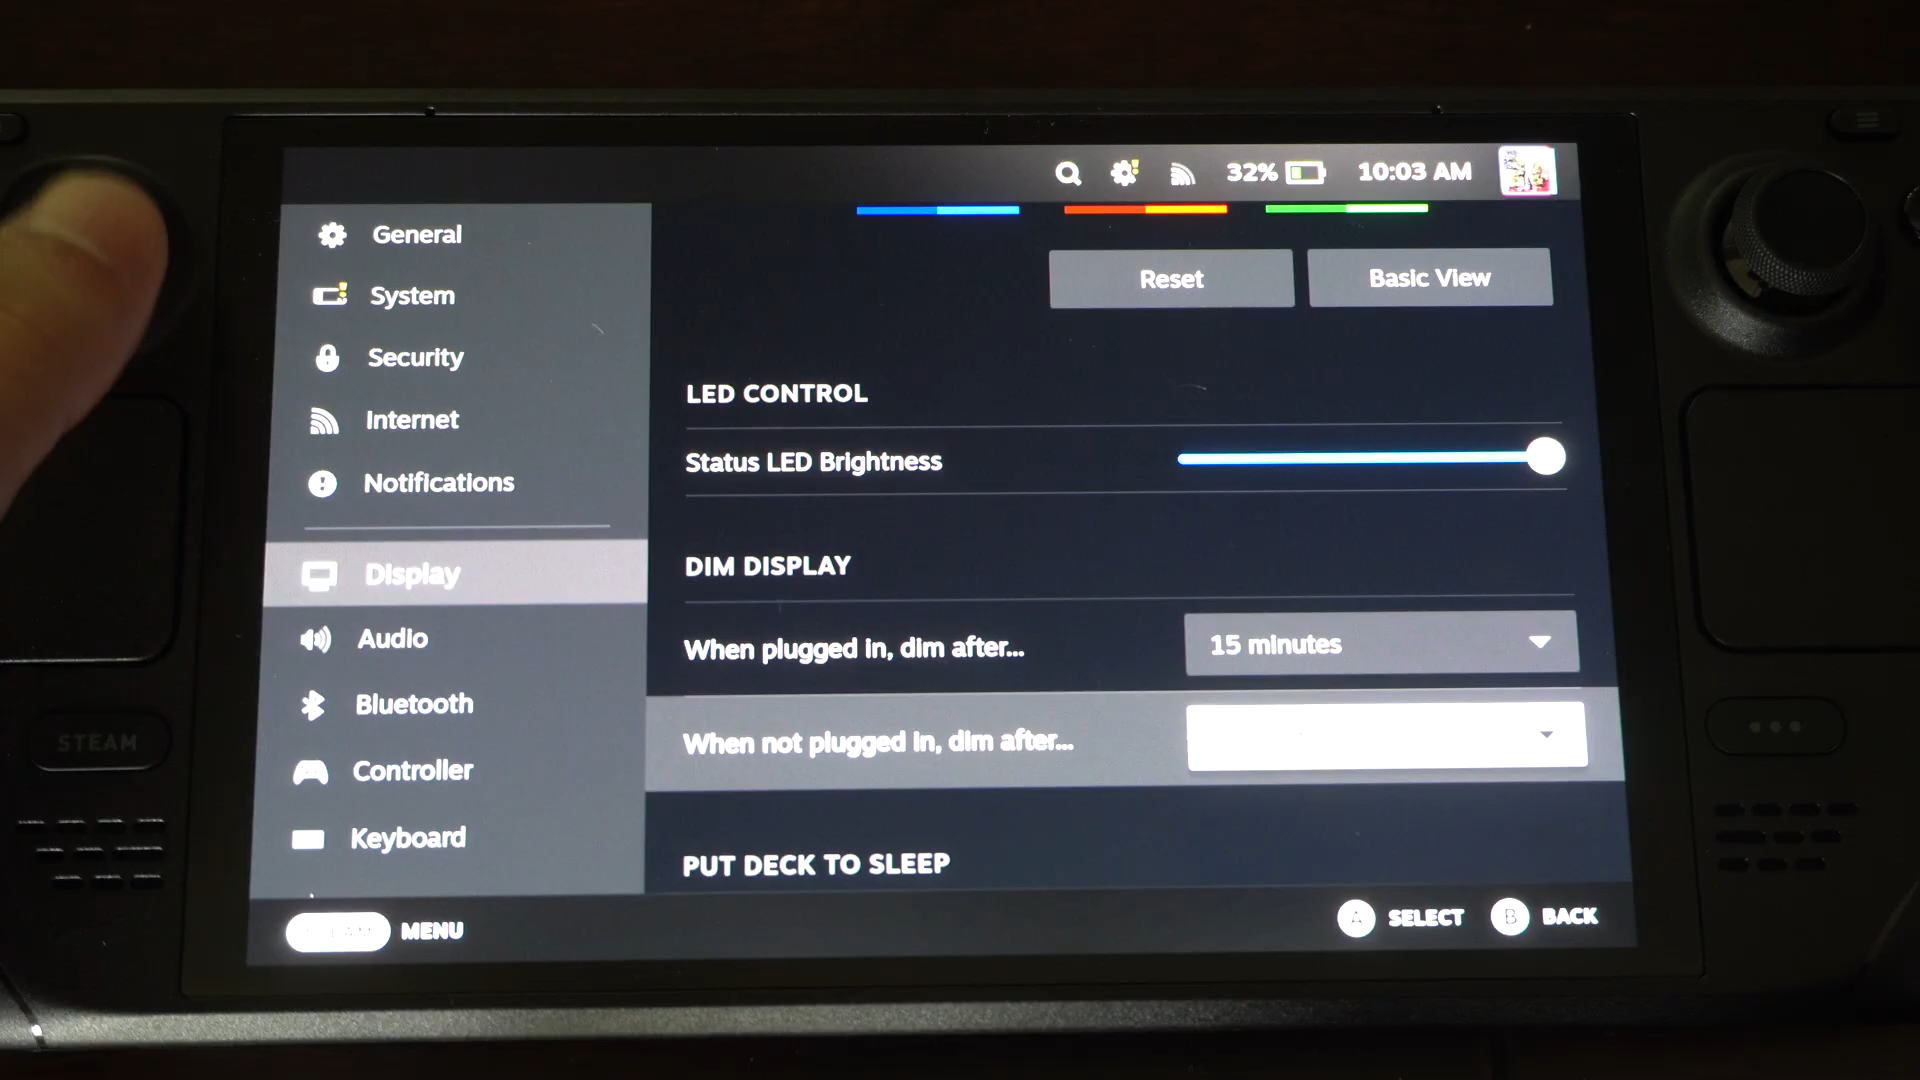 32% 10:03 AM
General
System
Security
Internet
Notifications
Display
Audio
Bluetooth
Controller
Keyboard
Reset Basic View
LED CONTROL
Status LED Brightness
DIM DISPLAY
When plugged in, dim after... 15 minutes
When not plugged in, dim after...
PUT DECK TO SLEEP
STEAM
STEAM MENU
A SELECT B BACK